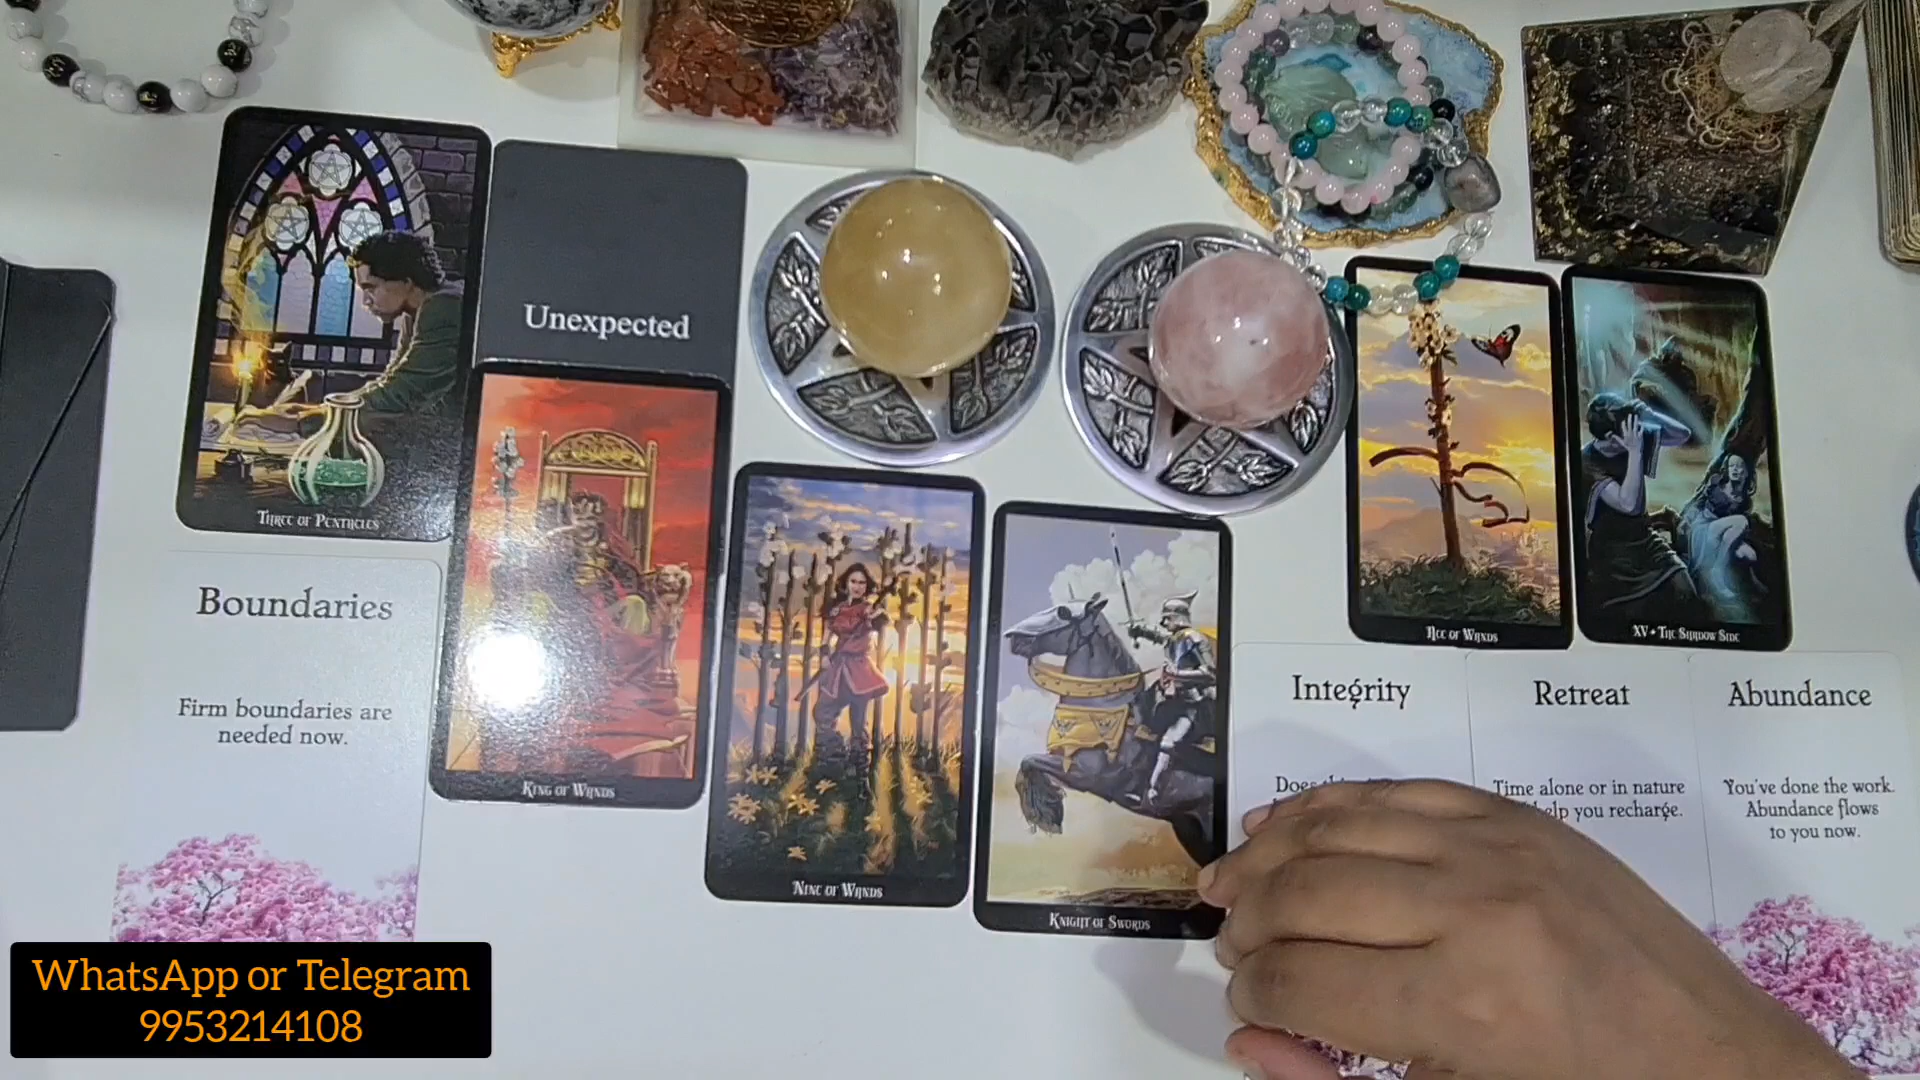 Unexpected
Three of Pentacles
Boundaries
Firm boundaries are
needed now.
King of Wands
Nine of Wands
Knight of Swords
Ace of Wands
XV • The Shadow Side
Integrity
Does
Retreat
Time alone or in nature
help you recharge.
Abundance
You've done the work.
Abundance flows
to you now.
WhatsApp or Telegram
9953214108